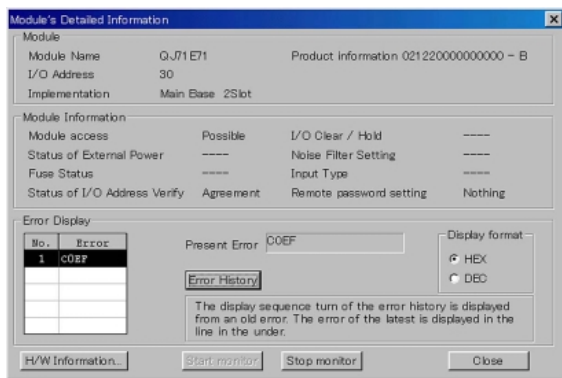 Module's Detailed Information
Module
Module Name QJ71E71 Product information 021220000000000 - B
I/O Address 30
Implementation Main Base 2Slot
Module Information
Module access Possible I/O Clear / Hold ----
Status of External Power ---- Noise Filter Setting ----
Fuse Status ---- Input Type ----
Status of I/O Address Verify Agreement Remote password setting Nothing
Error Display
No. Error
1 C0EF
Present Error C0EF
Display format
HEX
DEC
Error History
The display sequence turn of the error history is displayed
from an old error. The error of the latest is displayed in the
line in the under.
H/W Information... Start monitor Stop monitor Close